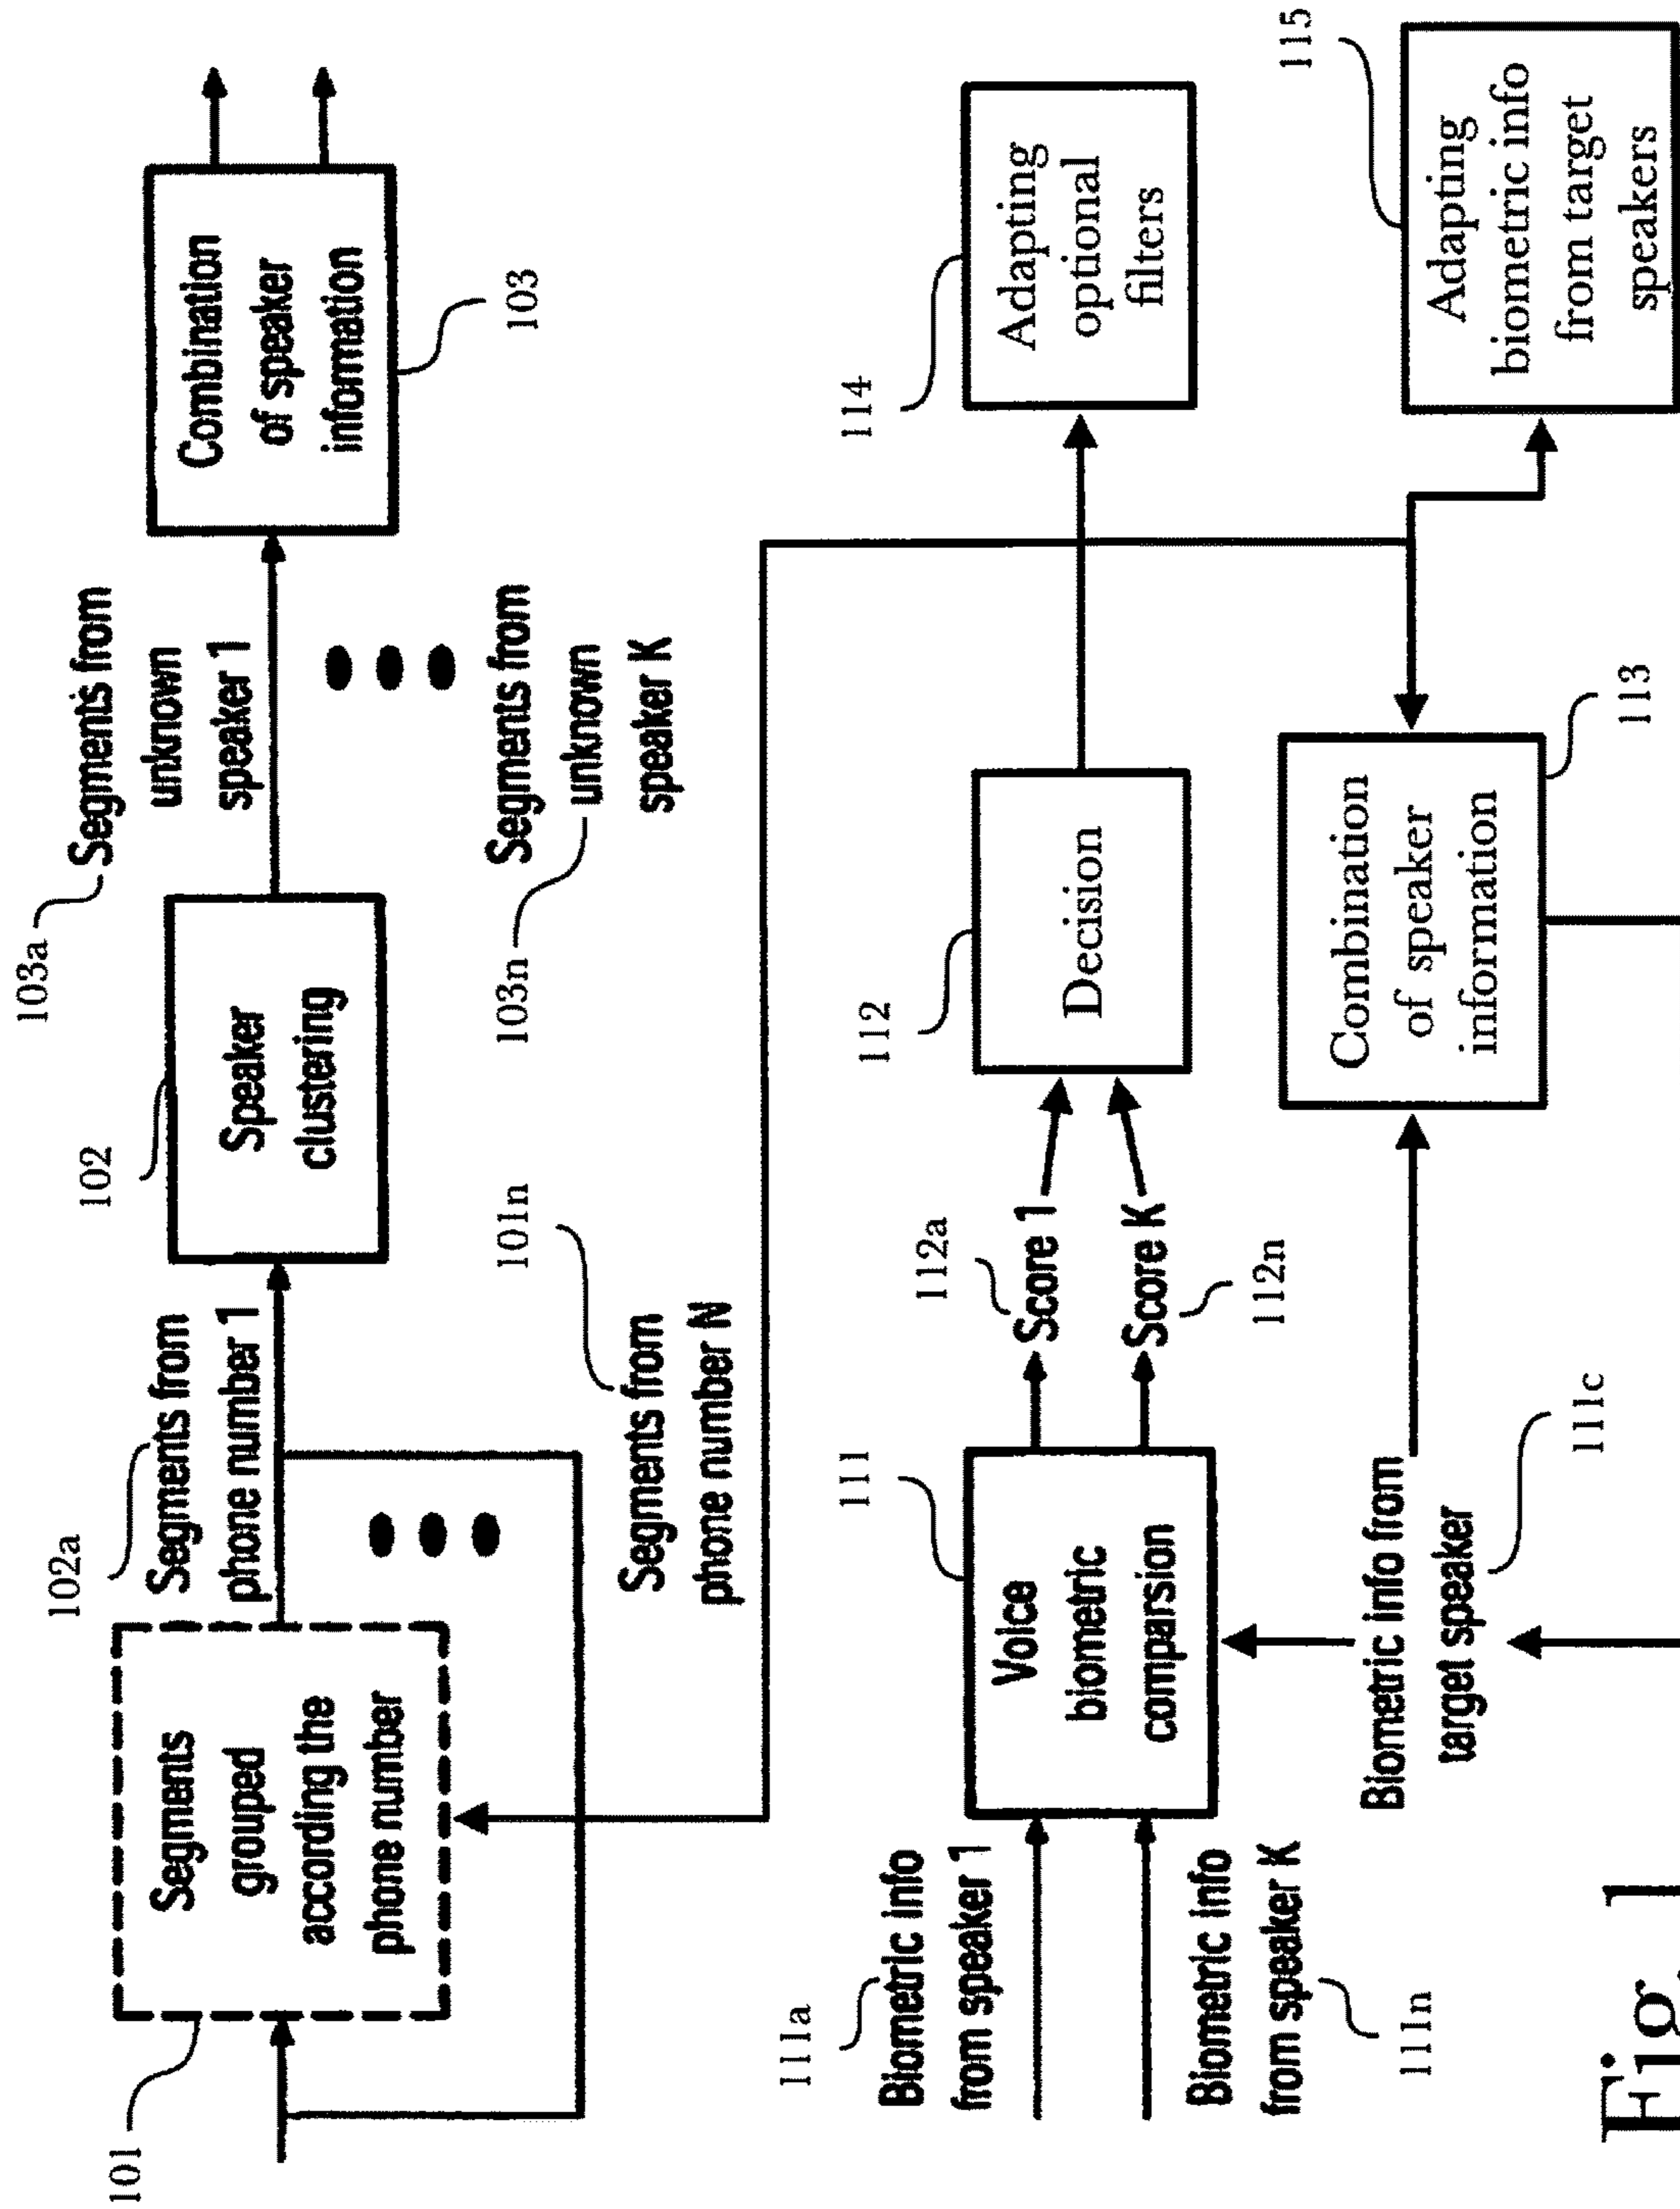 101
Segments
grouped
according the
phone number
102a
Segments from
phone number 1
101n
Segments from
phone number N
102
Speaker
clustering
103a
Segments from
unknown
speaker 1
103n
Segments from
unknown
speaker K
Combination
of speaker
information
103
111a
Biometric info
from speaker 1
Biometric info
from speaker K
111n
111
Voice
biometric
comparsion
Biometric info from
target speaker
111c
112a
Score 1
Score K
112n
112
Decision
Combination
of speaker
information
113
114
Adapting
optional
filters
115
Adapting
biometric info
from target
speakers
Fig. 1